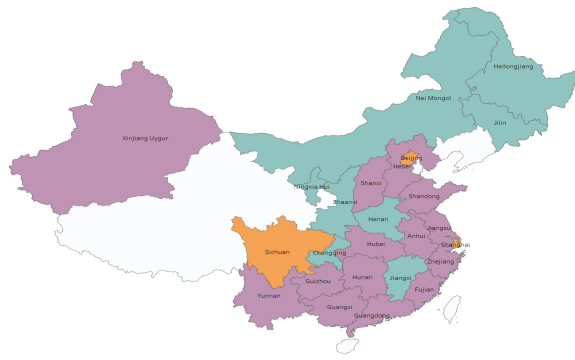 Heilongjiang
Nei Mongol
Jilin
Xinjiang Uygur
Beijing
Hebei
Shanxi
Ningxia Hui
Shaanxi
Shandong
Henan
Jiangsu
Anhui
Shanghai
Hubei
Sichuan
Chongqing
Zhejiang
Hunan
Jiangxi
Guizhou
Fujian
Yunnan
Guangxi
Guangdong